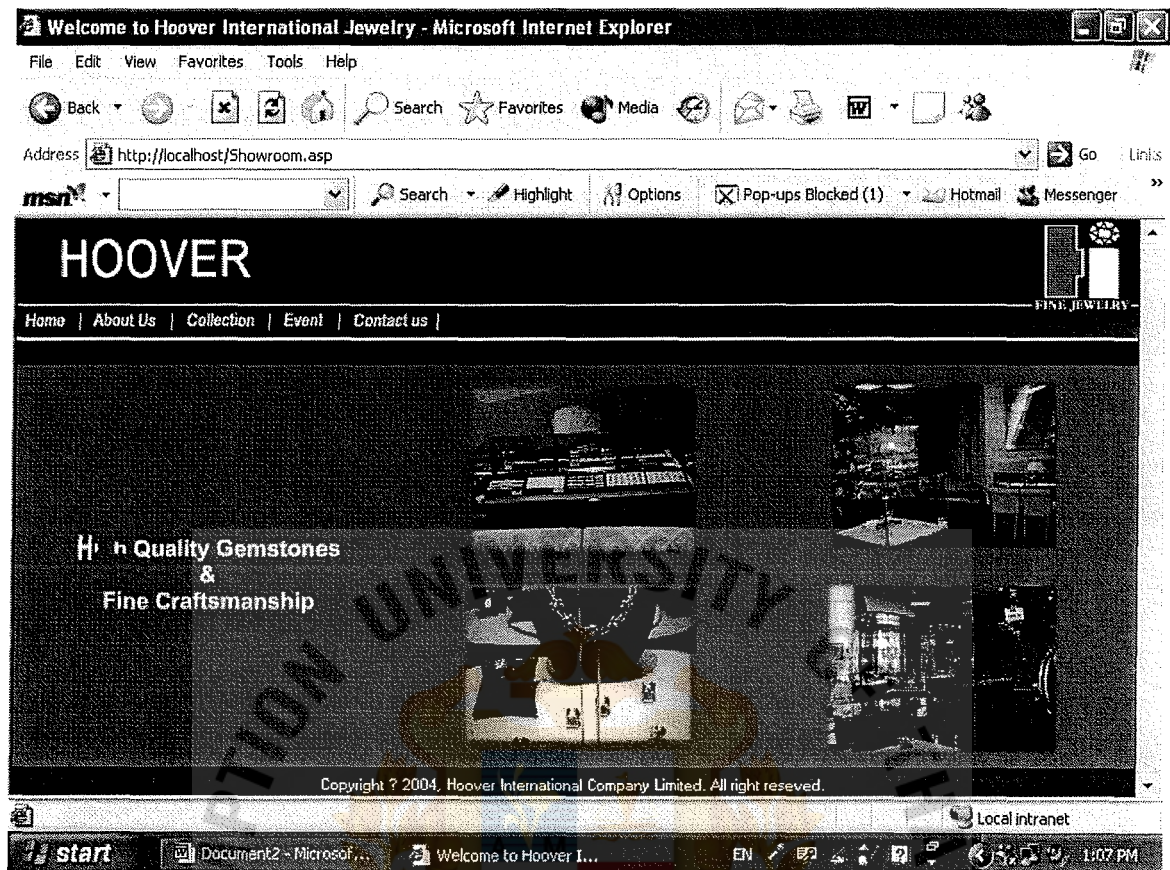 Welcome to Hoover International Jewelry - Microsoft Internet Explorer
File Edit View Favorites Tools Help
Back Search Favorites Media
Address http://localhost/Showroom.asp Go Links
msn Search Highlight Options Pop-ups Blocked (1) Hotmail Messenger »
HOOVER
FINE JEWELRY
Home | About Us | Collection | Event | Contact us |
Quality Gemstones
&
Fine Craftsmanship
UNIVERSITY
Copyright ? 2004, Hoover International Company Limited. All right reseved.
Local intranet
start Document2 - Microsof... Welcome to Hoover I... EN 1:07 PM